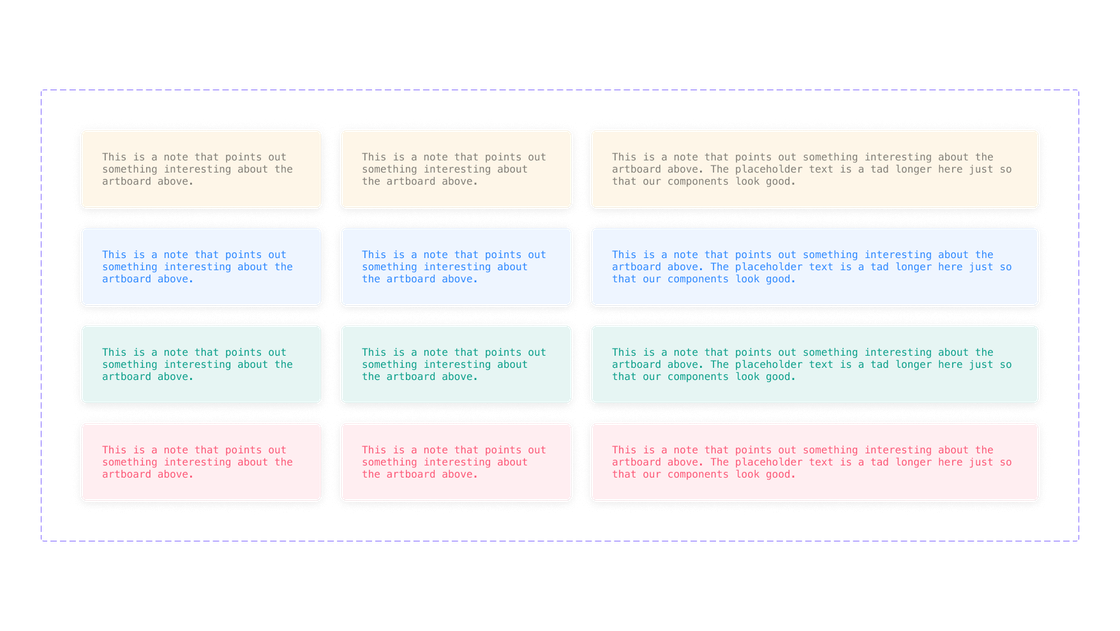 This is a note that points out
something interesting about the
artboard above.
This is a note that points out
something interesting about
the artboard above.
This is a note that points out something interesting about the
artboard above. The placeholder text is a tad longer here just so
that our components look good.
This is a note that points out
something interesting about the
artboard above.
This is a note that points out
something interesting about
the artboard above.
This is a note that points out something interesting about the
artboard above. The placeholder text is a tad longer here just so
that our components look good.
This is a note that points out
something interesting about the
artboard above.
This is a note that points out
something interesting about
the artboard above.
This is a note that points out something interesting about the
artboard above. The placeholder text is a tad longer here just so
that our components look good.
This is a note that points out
something interesting about the
artboard above.
This is a note that points out
something interesting about
the artboard above.
This is a note that points out something interesting about the
artboard above. The placeholder text is a tad longer here just so
that our components look good.